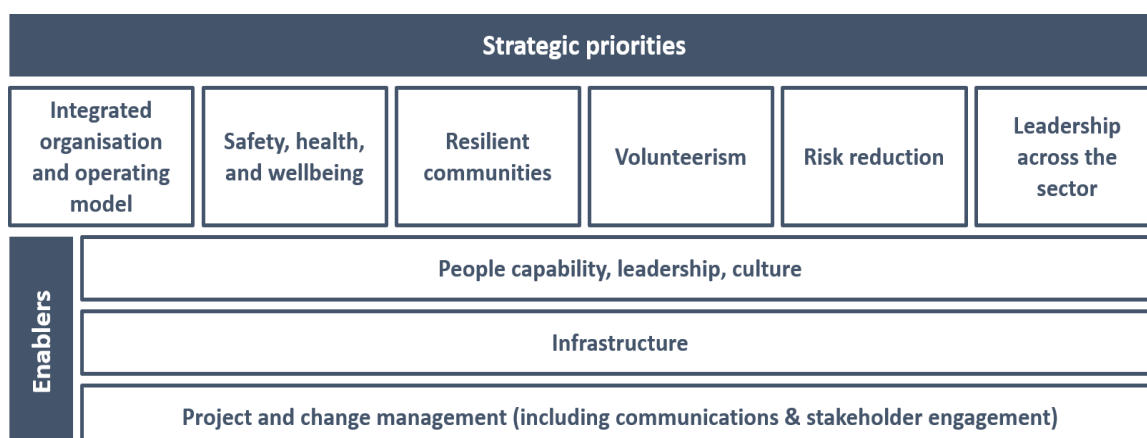 Strategic priorities
Integrated
organisation
and operating
model
Safety, health,
and wellbeing
Resilient
communities
Volunteerism
Risk reduction
Leadership
across the
sector
Enablers
People capability, leadership, culture
Infrastructure
Project and change management (including communications & stakeholder engagement)